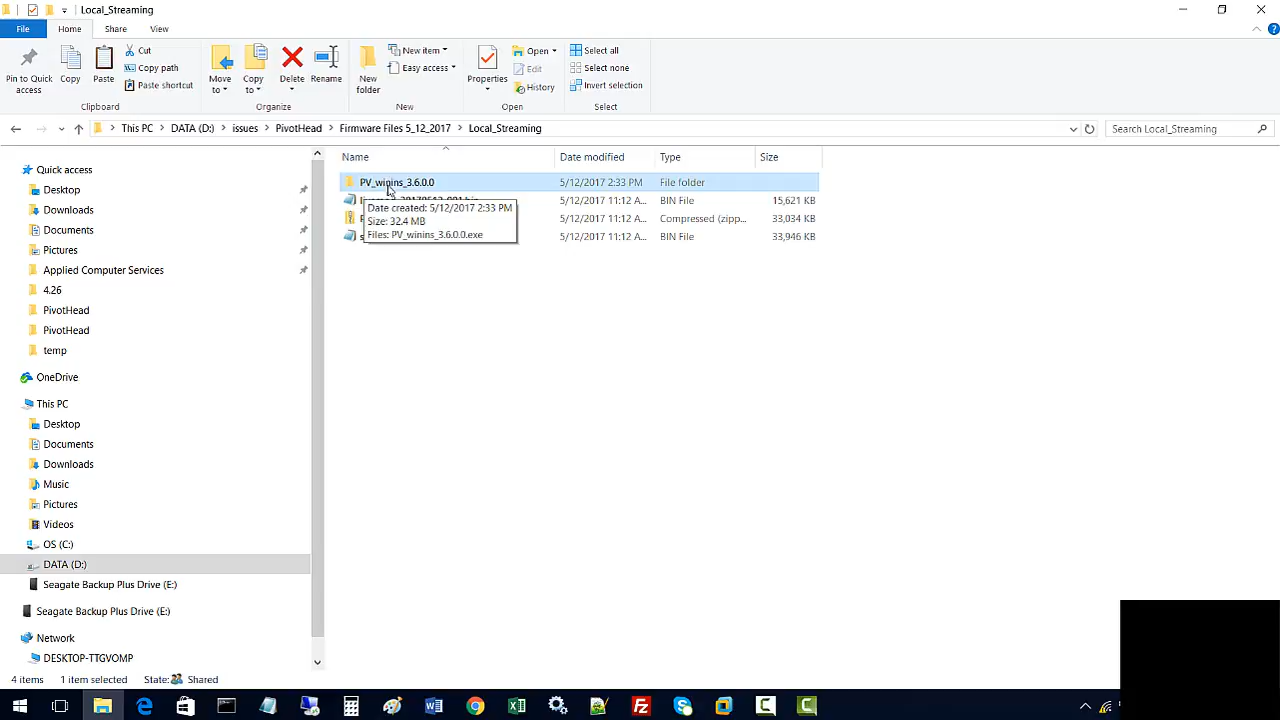 Local_Streaming
File
Home
Share
View
Pin to Quick access
Copy
Paste
Cut
Copy path
Paste shortcut
Clipboard
Move to
Copy to
Delete
Rename
Organize
New folder
New item
Easy access
New
Properties
Open
Edit
History
Open
Select all
Select none
Invert selection
Select
This PC
DATA (D:)
issues
PivotHead
Firmware Files 5_12_2017
Local_Streaming
Search Local_Streaming
Name
Date modified
Type
Size
PV_winins_3.6.0.0
5/12/2017 2:33 PM
File folder
5/12/2017 11:12 A...
BIN File
15,621 KB
5/12/2017 11:12 A...
Compressed (zipp...
33,034 KB
5/12/2017 11:12 A...
BIN File
33,946 KB
Date created: 5/12/2017 2:33 PM
Size: 32.4 MB
Files: PV_winins_3.6.0.0.exe
Quick access
Desktop
Downloads
Documents
Pictures
Applied Computer Services
4.26
PivotHead
PivotHead
temp
OneDrive
This PC
Desktop
Documents
Downloads
Music
Pictures
Videos
OS (C:)
DATA (D:)
Seagate Backup Plus Drive (E:)
Seagate Backup Plus Drive (E:)
Network
DESKTOP-TTGVOMP
4 items
1 item selected
State:
Shared